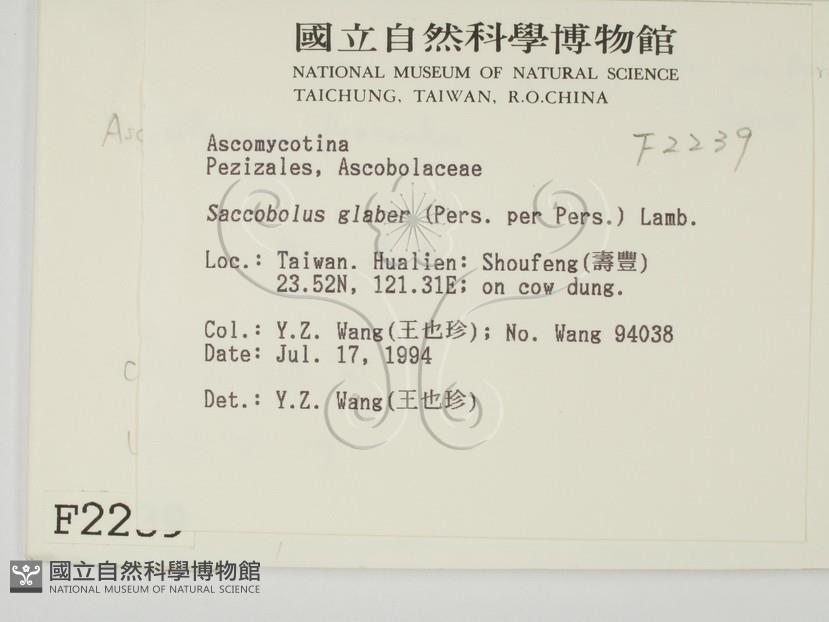 國立自然科學博物館
NATIONAL MUSEUM OF NATURAL SCIENCE
TAICHUNG, TAIWAN, R.O.CHINA
F2239
Ascomycotina
Pezizales, Ascobolaceae
Saccobolus glaber (Pers. per Pers.) Lamb.
Loc.: Taiwan. Hualien: Shoufeng(壽豐)
23.52N, 121.31E; on cow dung.
Col.: Y.Z. Wang(王也珍); No. Wang 94038
Date: Jul. 17, 1994
Det.: Y.Z. Wang(王也珍)
F2239
國立自然科學博物館
NATIONAL MUSEUM OF NATURAL SCIENCE